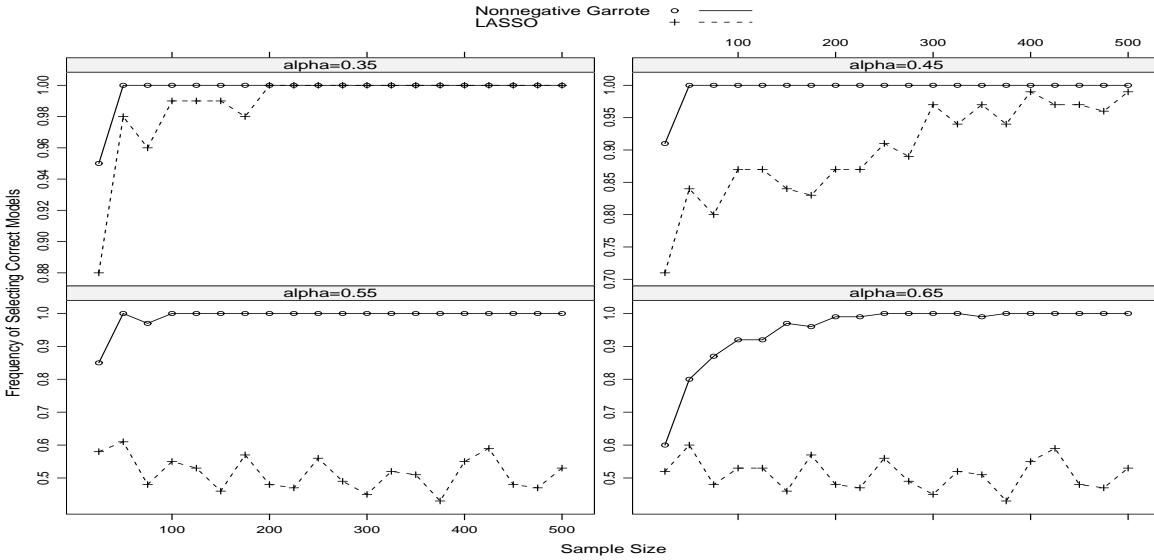 Nonnegative Garrote
LASSO
100 200 300 400 500
alpha=0.35
alpha=0.45
0.88 0.90 0.92 0.94 0.96 0.98 1.00
0.70 0.75 0.80 0.85 0.90 0.95 1.00
alpha=0.55
alpha=0.65
0.5 0.6 0.7 0.8 0.9 1.0
0.5 0.6 0.7 0.8 0.9 1.0
Frequency of Selecting Correct Models
100 200 300 400 500
Sample Size